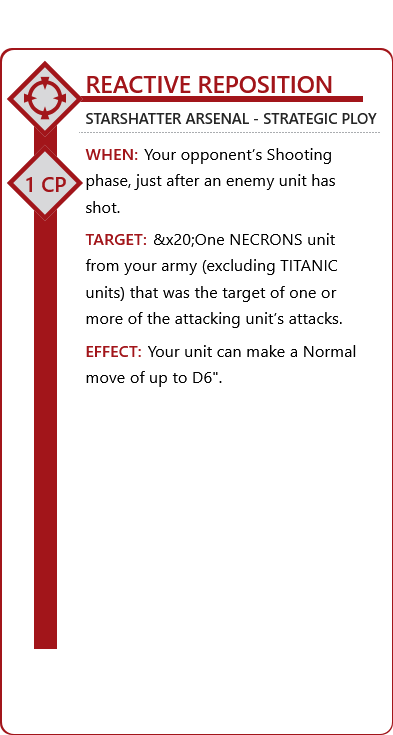 REACTIVE REPOSITION
STARSHATTER ARSENAL - STRATEGIC PLOY
WHEN: Your opponent’s Shooting
phase, just after an enemy unit has
shot.
1 CP
TARGET: &x20;One NECRONS unit
from your army (excluding TITANIC
units) that was the target of one or
more of the attacking unit’s attacks.
EFFECT: Your unit can make a Normal
move of up to D6".